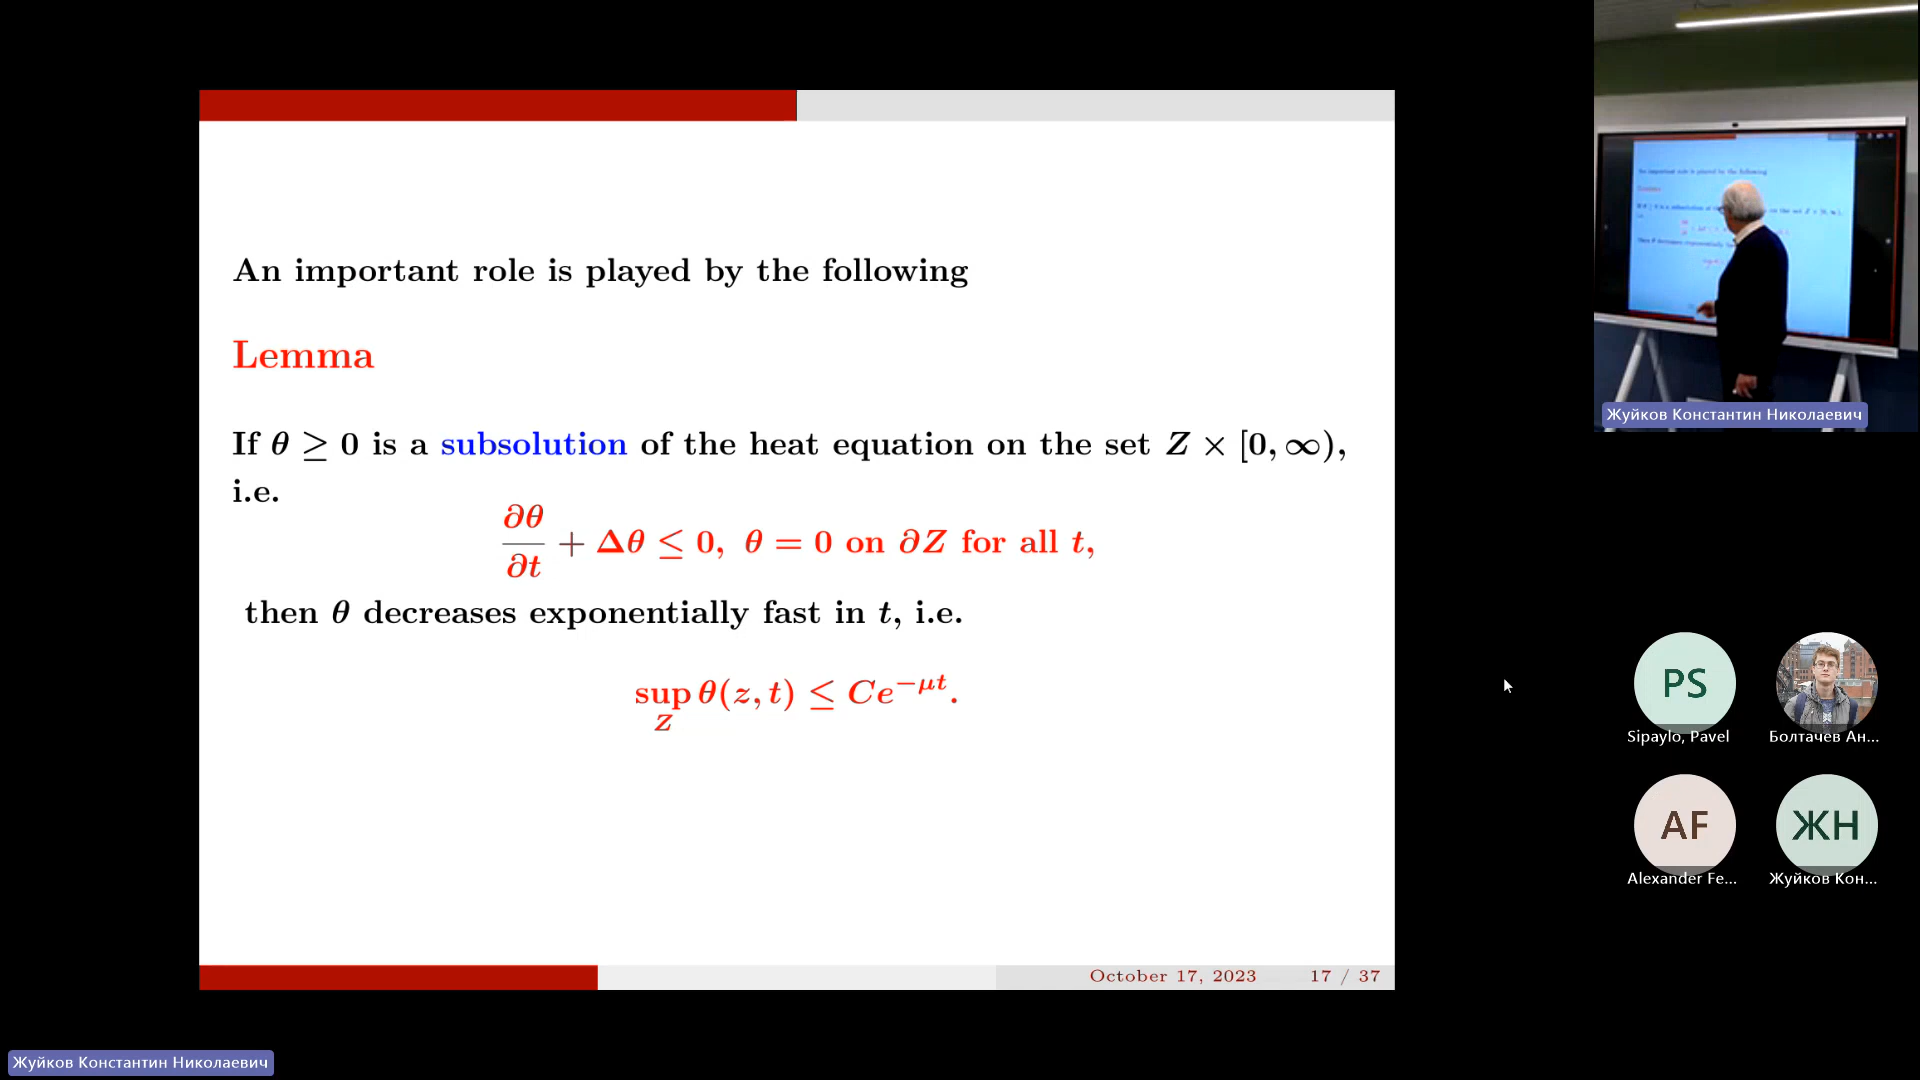 An important role is played by the following
Lemma
If θ ≥ 0 is a subsolution of the heat equation on the set Z × [0, ∞),
i.e.
∂θ/∂t + Δθ ≤ 0, θ = 0 on ∂Z for all t,
then θ decreases exponentially fast in t, i.e.
sup_Z θ(z, t) ≤ Ce^{−μt}.
October 17, 2023 17 / 37
Жуйков Константин Николаевич
PS
Sipaylo, Pavel
Болтачев Ан...
AF
Alexander Fe...
ЖН
Жуйков Кон...
Жуйков Константин Николаевич